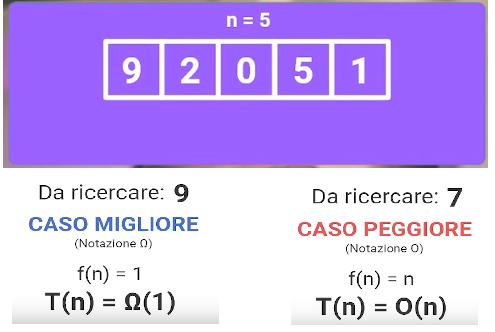 n = 5
9 2 0 5 1
Da ricercare: 9
CASO MIGLIORE
(Notazione Ω)
f(n) = 1
T(n) = Ω(1)
Da ricercare: 7
CASO PEGGIORE
(Notazione O)
f(n) = n
T(n) = O(n)